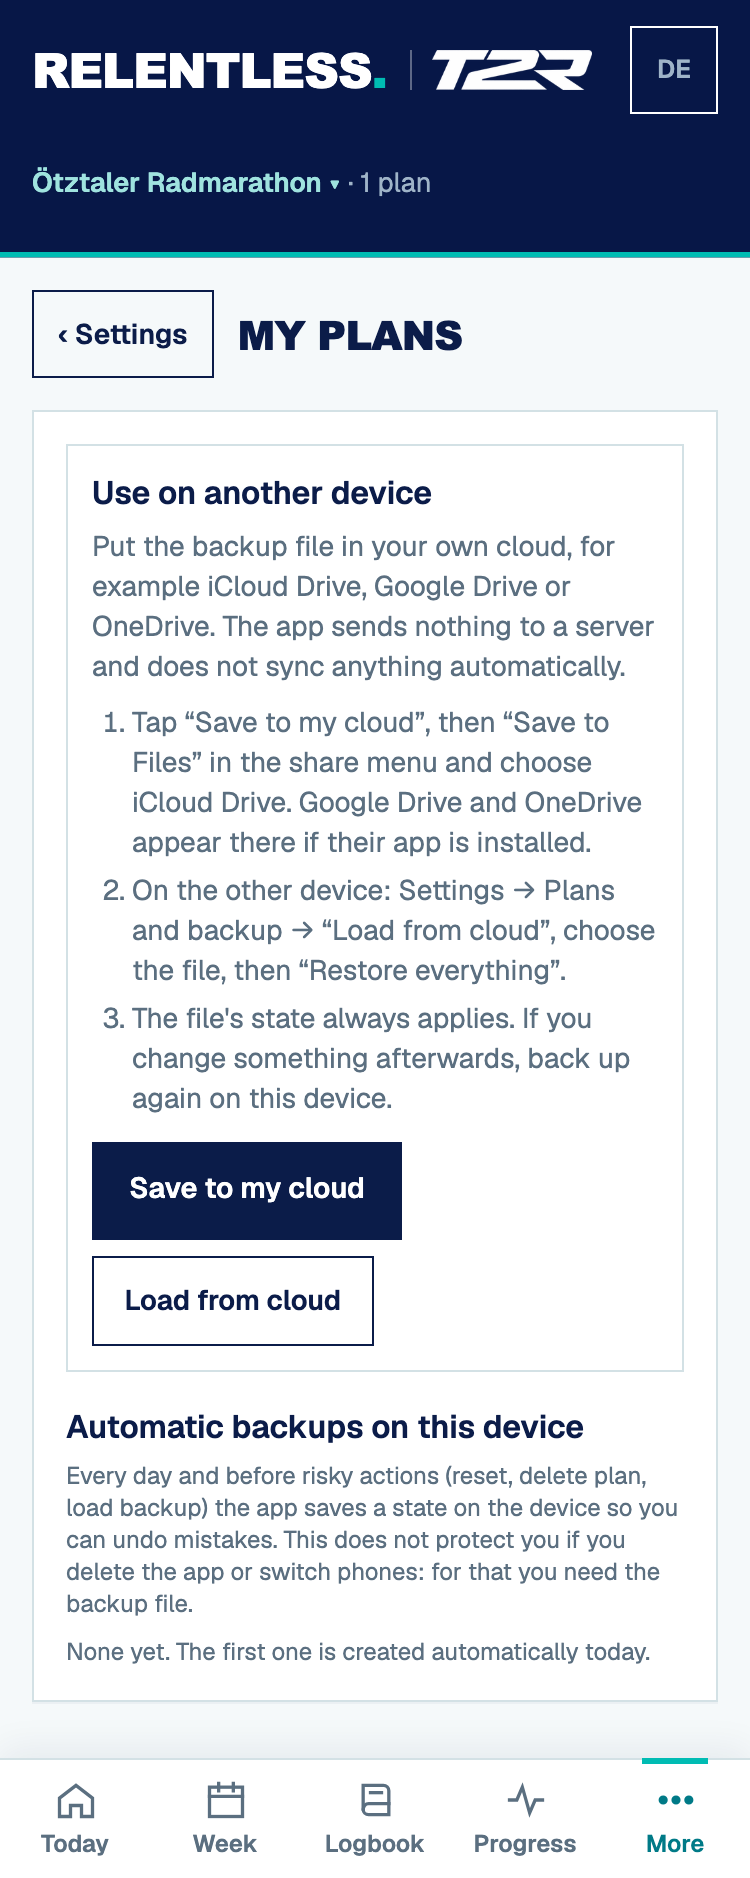 RELENTLESS. T2R DE
Ötztaler Radmarathon ▾ · 1 plan
‹ Settings MY PLANS
Use on another device
Put the backup file in your own cloud, for
example iCloud Drive, Google Drive or
OneDrive. The app sends nothing to a server
and does not sync anything automatically.
1. Tap “Save to my cloud”, then “Save to
Files” in the share menu and choose
iCloud Drive. Google Drive and OneDrive
appear there if their app is installed.
2. On the other device: Settings → Plans
and backup → “Load from cloud”, choose
the file, then “Restore everything”.
3. The file's state always applies. If you
change something afterwards, back up
again on this device.
Save to my cloud
Load from cloud
Automatic backups on this device
Every day and before risky actions (reset, delete plan,
load backup) the app saves a state on the device so you
can undo mistakes. This does not protect you if you
delete the app or switch phones: for that you need the
backup file.
None yet. The first one is created automatically today.
Today Week Logbook Progress More